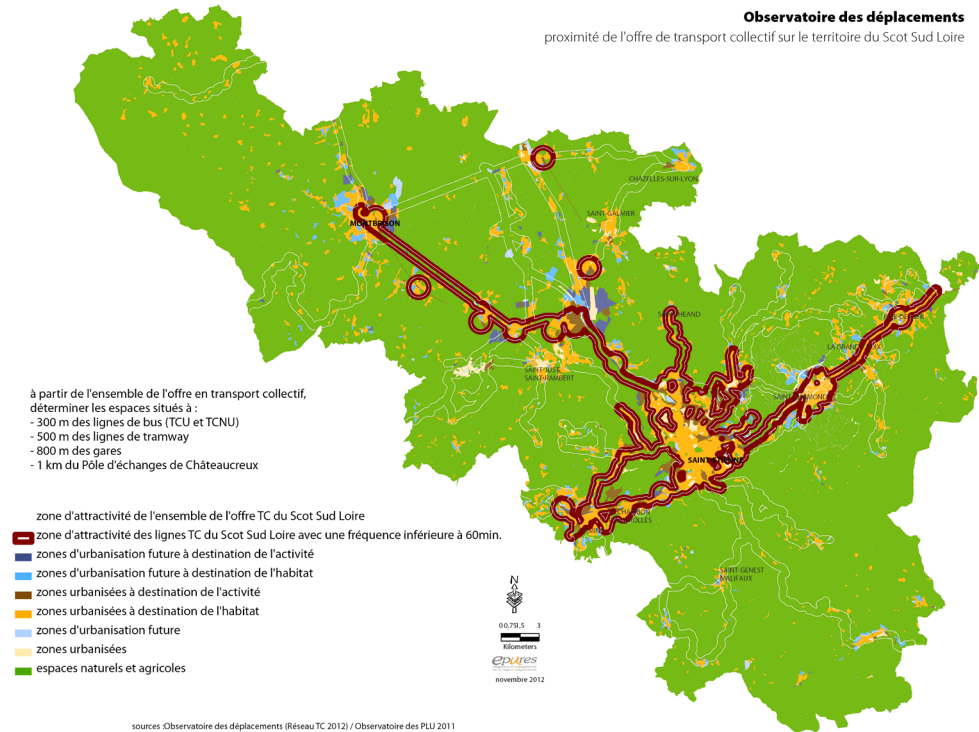 Observatoire des déplacements
proximité de l'offre de transport collectif sur le territoire du Scot Sud Loire
CHAZELLES-SUR-LYON
SAINT-GALMIER
MONTBRISON
SAINT-JUST
SAINT-RAMBERT
SAINT-GENEST
MALIFAUX
à partir de l'ensemble de l'offre en transport collectif,
déterminer les espaces situés à :
- 300 m des lignes de bus (TCU et TCNU)
- 500 m des lignes de tramway
- 800 m des gares
- 1 km du Pôle d'échanges de Châteaucreux
zone d'attractivité de l'ensemble de l'offre TC du Scot Sud Loire
zone d'attractivité des lignes TC du Scot Sud Loire avec une fréquence inférieure à 60min.
zones d'urbanisation future à destination de l'activité
zones d'urbanisation future à destination de l'habitat
zones urbanisées à destination de l'activité
zones urbanisées à destination de l'habitat
zones d'urbanisation future
zones urbanisées
espaces naturels et agricoles
N
0 0,751,5 3
Kilometers
epures
novembre 2012
sources :Observatoire des déplacements (Réseau TC 2012) / Observatoire des PLU 2011